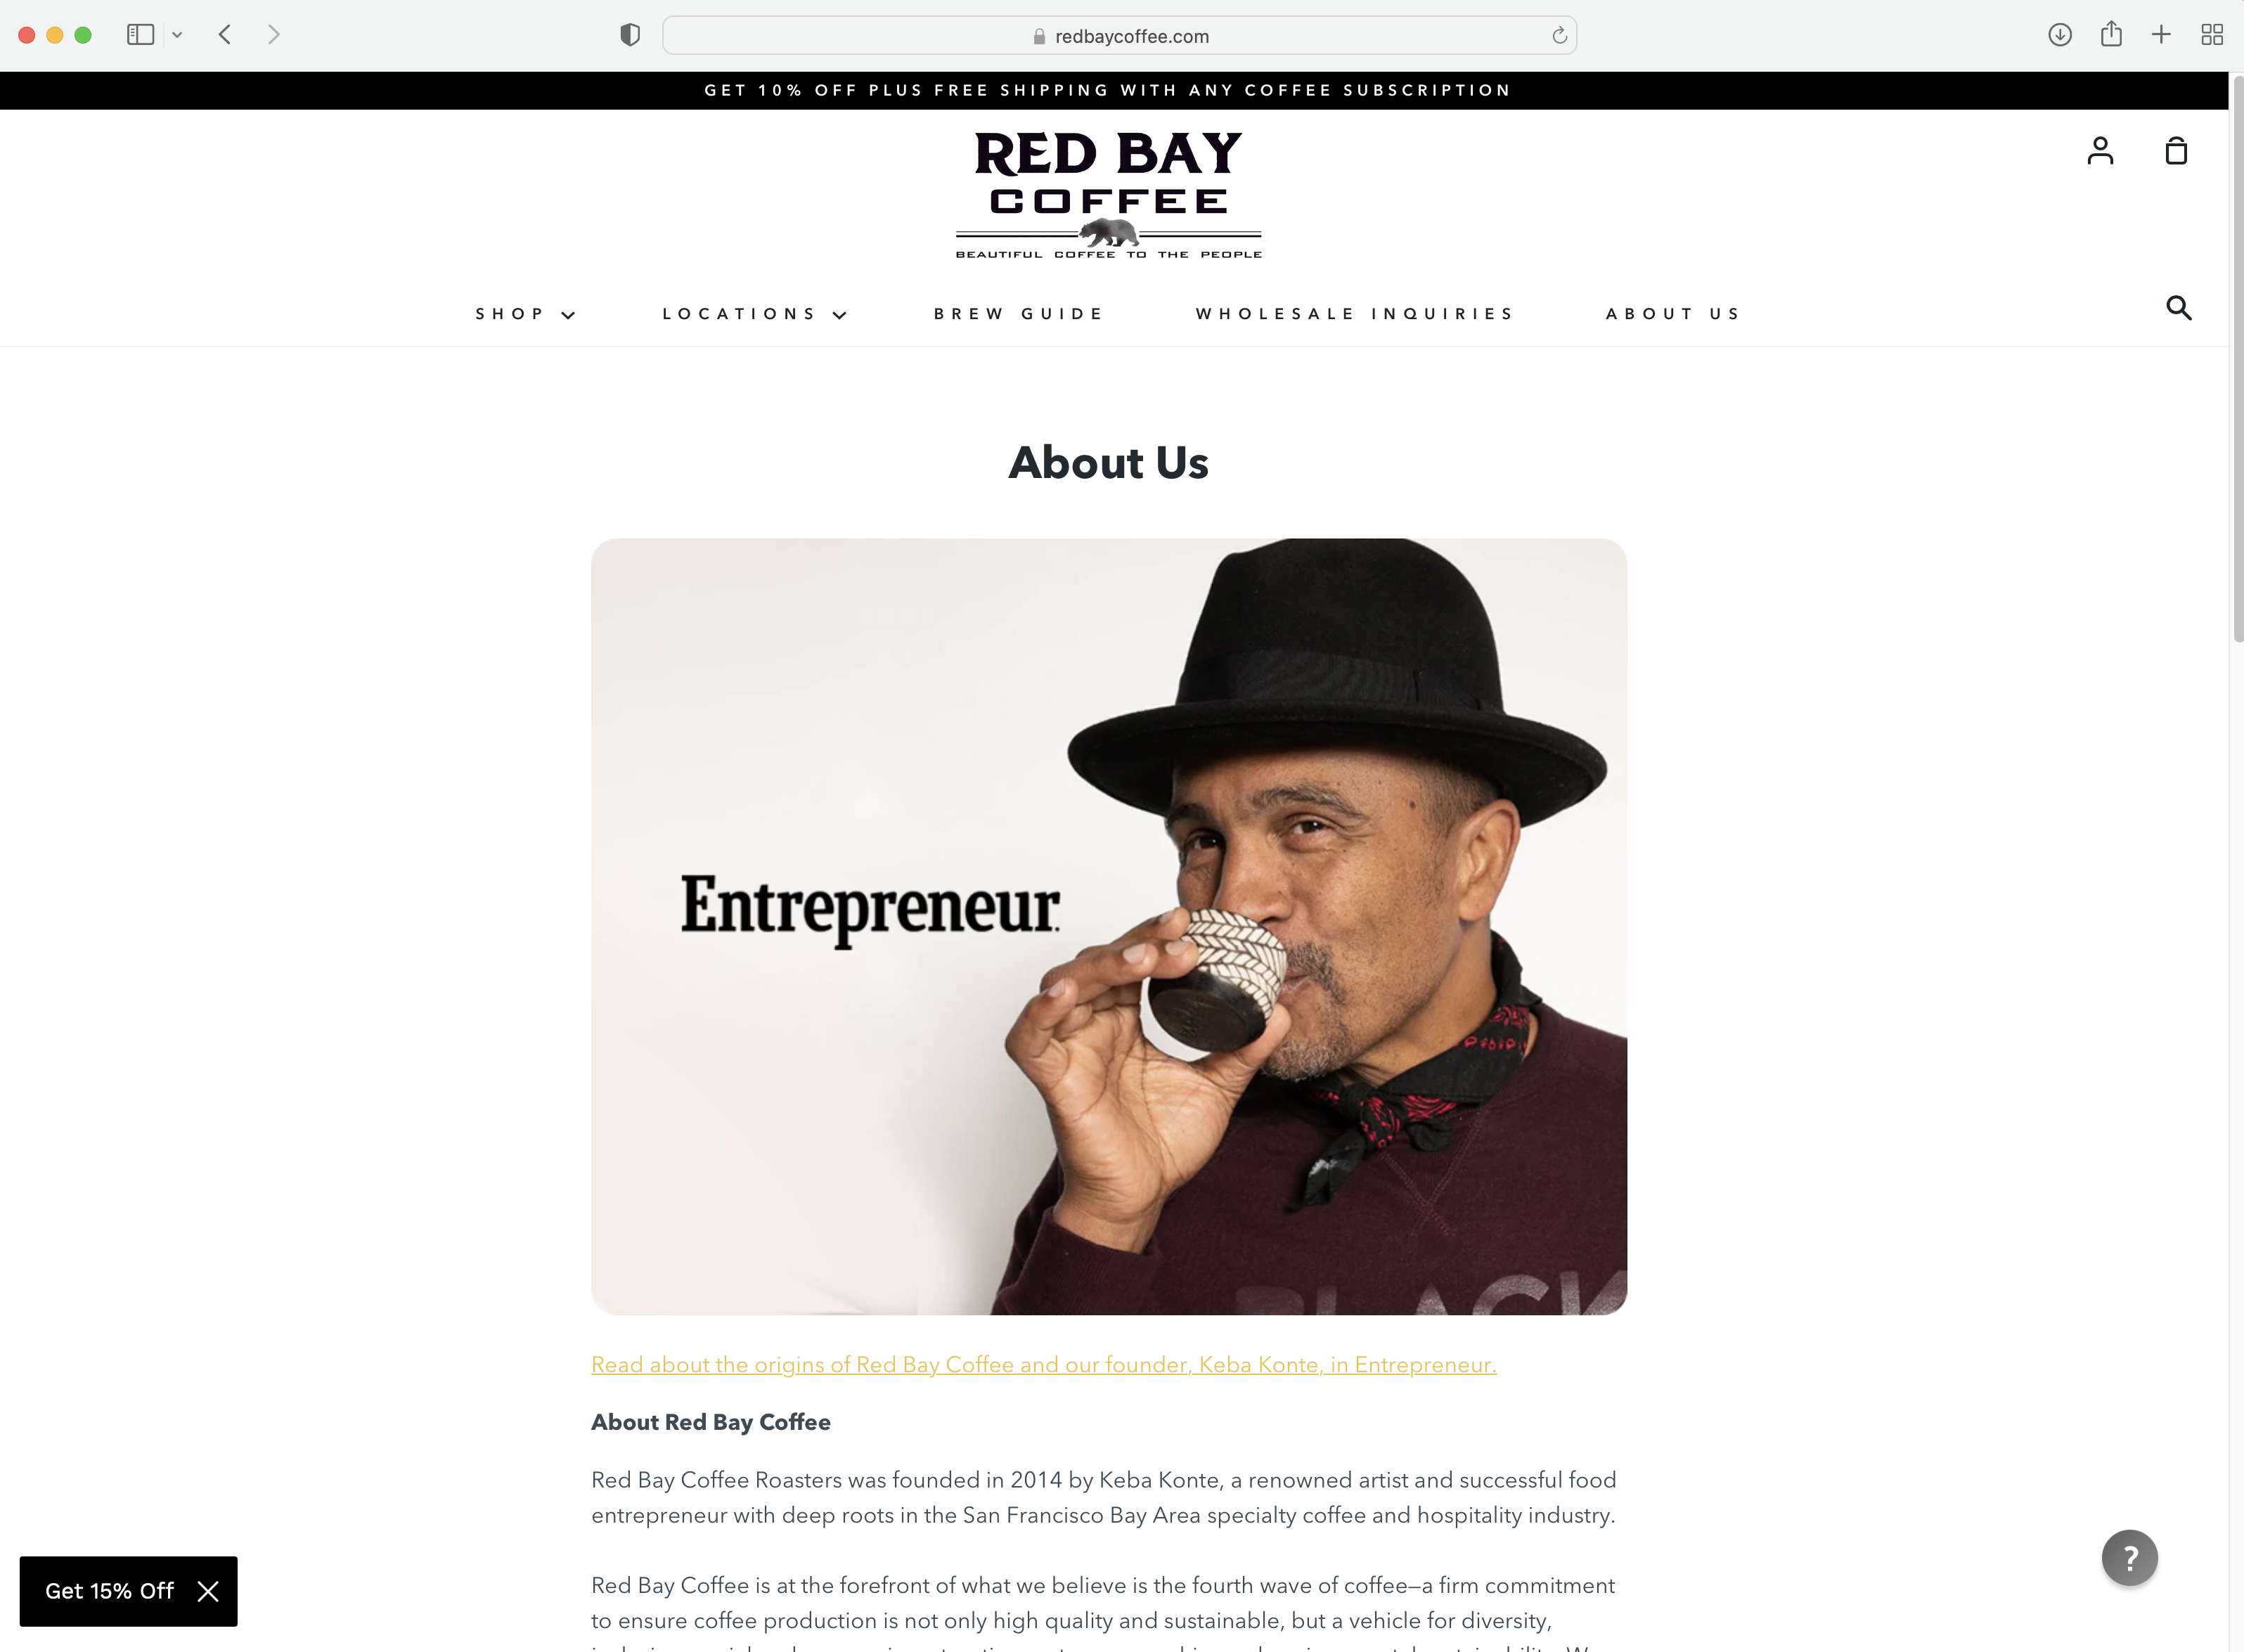 redbaycoffee.com
GET 10% OFF PLUS FREE SHIPPING WITH ANY COFFEE SUBSCRIPTION
RED BAY
COFFEE
BEAUTIFUL COFFEE TO THE PEOPLE
SHOP
LOCATIONS
BREW GUIDE
WHOLESALE INQUIRIES
ABOUT US
About Us
Entrepreneur.
BLACK
Read about the origins of Red Bay Coffee and our founder, Keba Konte, in Entrepreneur.
About Red Bay Coffee
Red Bay Coffee Roasters was founded in 2014 by Keba Konte, a renowned artist and successful food
entrepreneur with deep roots in the San Francisco Bay Area specialty coffee and hospitality industry.
Red Bay Coffee is at the forefront of what we believe is the fourth wave of coffee—a firm commitment
to ensure coffee production is not only high quality and sustainable, but a vehicle for diversity,
Get 15% Off
?